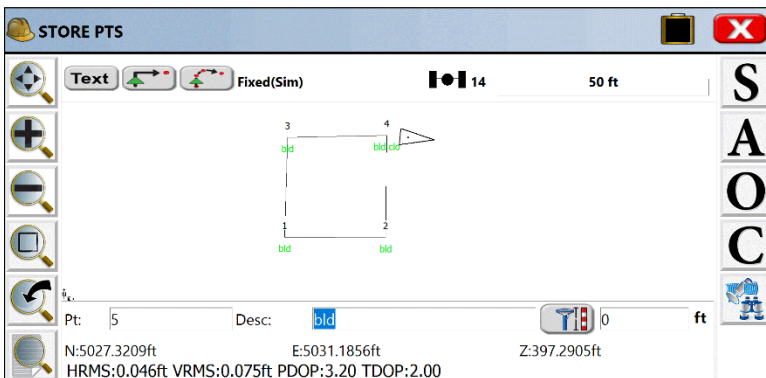 STORE PTS
Text Fixed(Sim) 14 50 ft S
3 4
bld bld cld
A
O
1 2
bld bld
C
Pt: 5 Desc: bld 0 ft
N:5027.3209ft E:5031.1856ft Z:397.2905ft
HRMS:0.046ft VRMS:0.075ft PDOP:3.20 TDOP:2.00